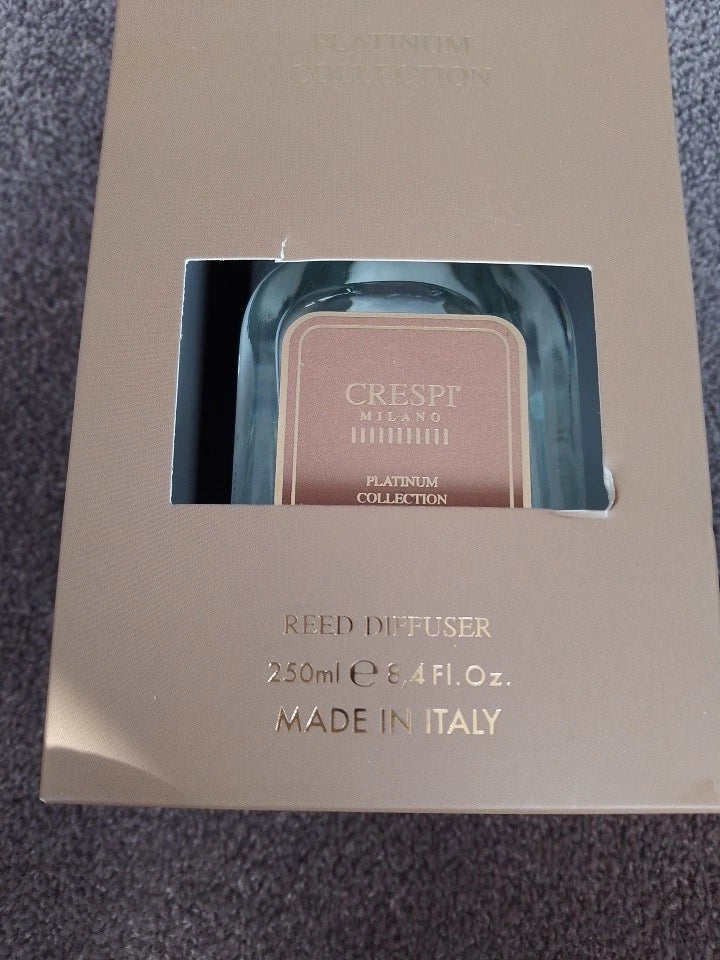 PLATINUM
COLLECTION
CRESPI®
MILANO
PLATINUM
COLLECTION
REED DIFFUSER
250ml ℮ 8,4 Fl.Oz.
MADE IN ITALY